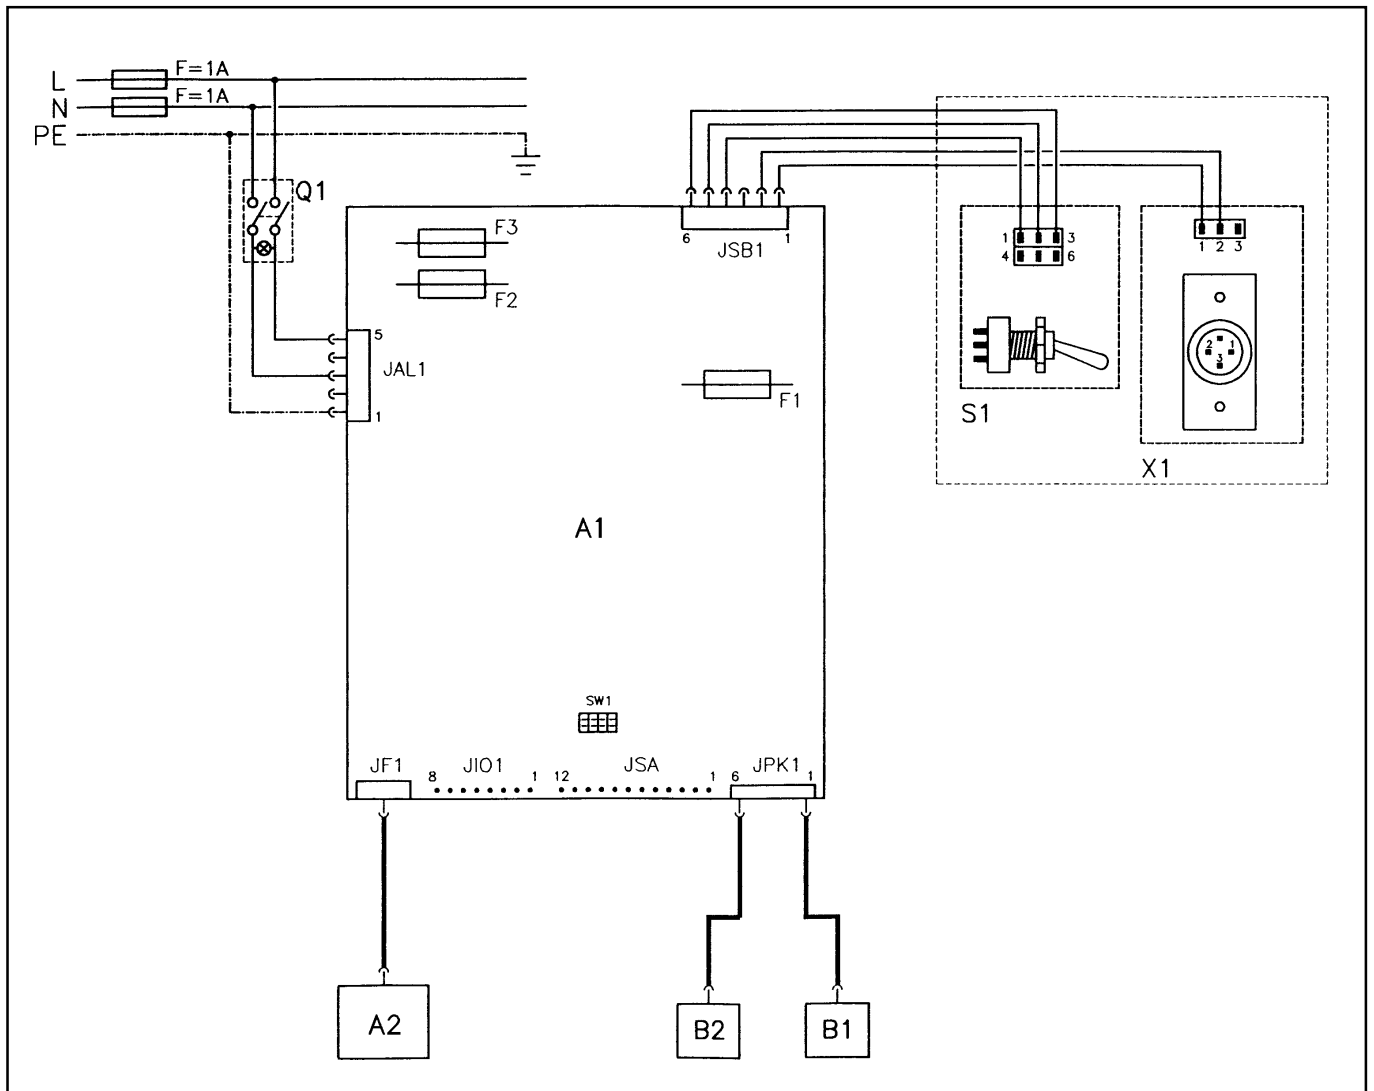 L F=1A
N F=1A
PE
Q1
F3
F2
6 1
JSB1
1 3
4 6
1 2 3
5
JAL1
1
F1
2 1
3
S1
X1
A1
SW1
JF1 8 JIO1 1 12 JSA 1 6 JPK1 1
A2
B2 B1